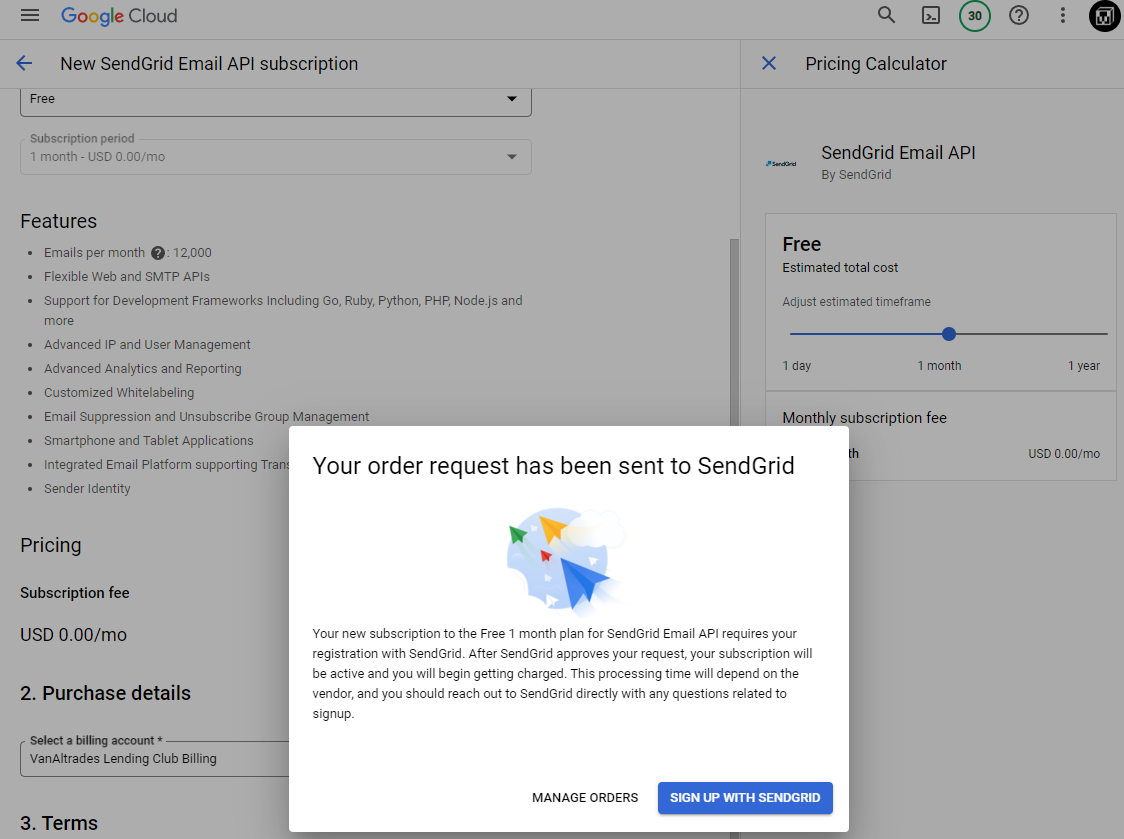 Google Cloud
30
New SendGrid Email API subscription
Pricing Calculator
Free
Subscription period
1 month - USD 0.00/mo
Features
Emails per month ? : 12,000
Flexible Web and SMTP APIs
Support for Development Frameworks Including Go, Ruby, Python, PHP, Node.js and
more
Advanced IP and User Management
Advanced Analytics and Reporting
Customized Whitelabeling
Email Suppression and Unsubscribe Group Management
Smartphone and Tablet Applications
Integrated Email Platform supporting
Sender Identity
Pricing
Subscription fee
USD 0.00/mo
2. Purchase details
Select a billing account *
VanAltrades Lending Club Billing
3. Terms
SendGrid
SendGrid Email API
By SendGrid
Free
Estimated total cost
Adjust estimated timeframe
1 day
1 month
1 year
Monthly subscription fee
USD 0.00/mo
Your order request has been sent to SendGrid
Your new subscription to the Free 1 month plan for SendGrid Email API requires your
registration with SendGrid. After SendGrid approves your request, your subscription will
be active and you will begin getting charged. This processing time will depend on the
vendor, and you should reach out to SendGrid directly with any questions related to
signup.
MANAGE ORDERS
SIGN UP WITH SENDGRID